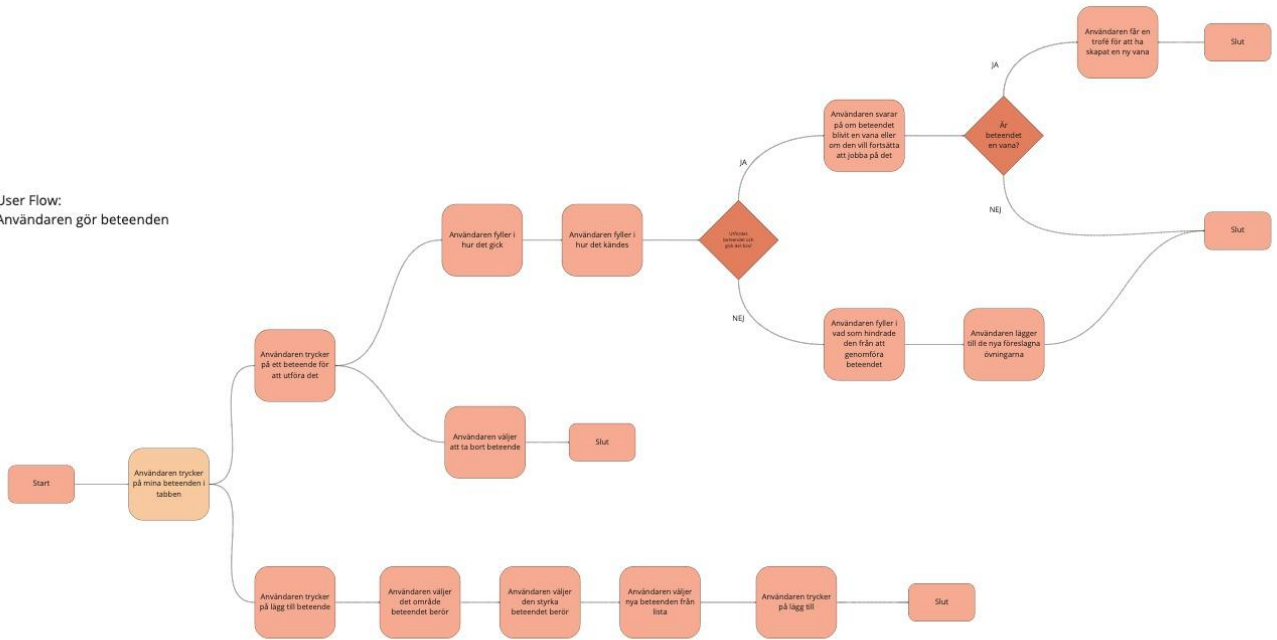 User Flow:
Användaren gör beteenden
Start
Användaren trycker
på mina beteenden i
tabben
Användaren trycker
på ett beteende för
att utföra det
Användaren fyller i
hur det gick
Användaren fyller i
hur det kändes
Utfördes
beteendet och
gick det bra?
JA
Användaren svarar
på om beteendet
blivit en vana eller
om den vill fortsätta
att jobba på det
Är
beteendet
en vana?
JA
Användaren får en
trofé för att ha
skapat en ny vana
Slut
NEJ
Slut
NEJ
Användaren fyller i
vad som hindrade
den från att
genomföra
beteendet
Användaren lägger
till de nya föreslagna
övningarna
Användaren väljer
att ta bort beteende
Slut
Användaren trycker
på lägg till beteende
Användaren väljer
det område
beteendet berör
Användaren väljer
den styrka
beteendet berör
Användaren väljer
nya beteenden från
lista
Användaren trycker
på lägg till
Slut